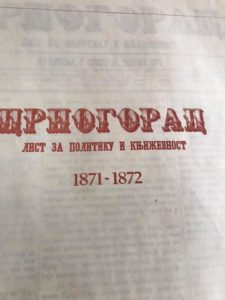 ЦРНОГОРАЦ
ЛИСТ ЗА ПОЛИТИКУ И КЊИЖЕВНОСТ
1871-1872